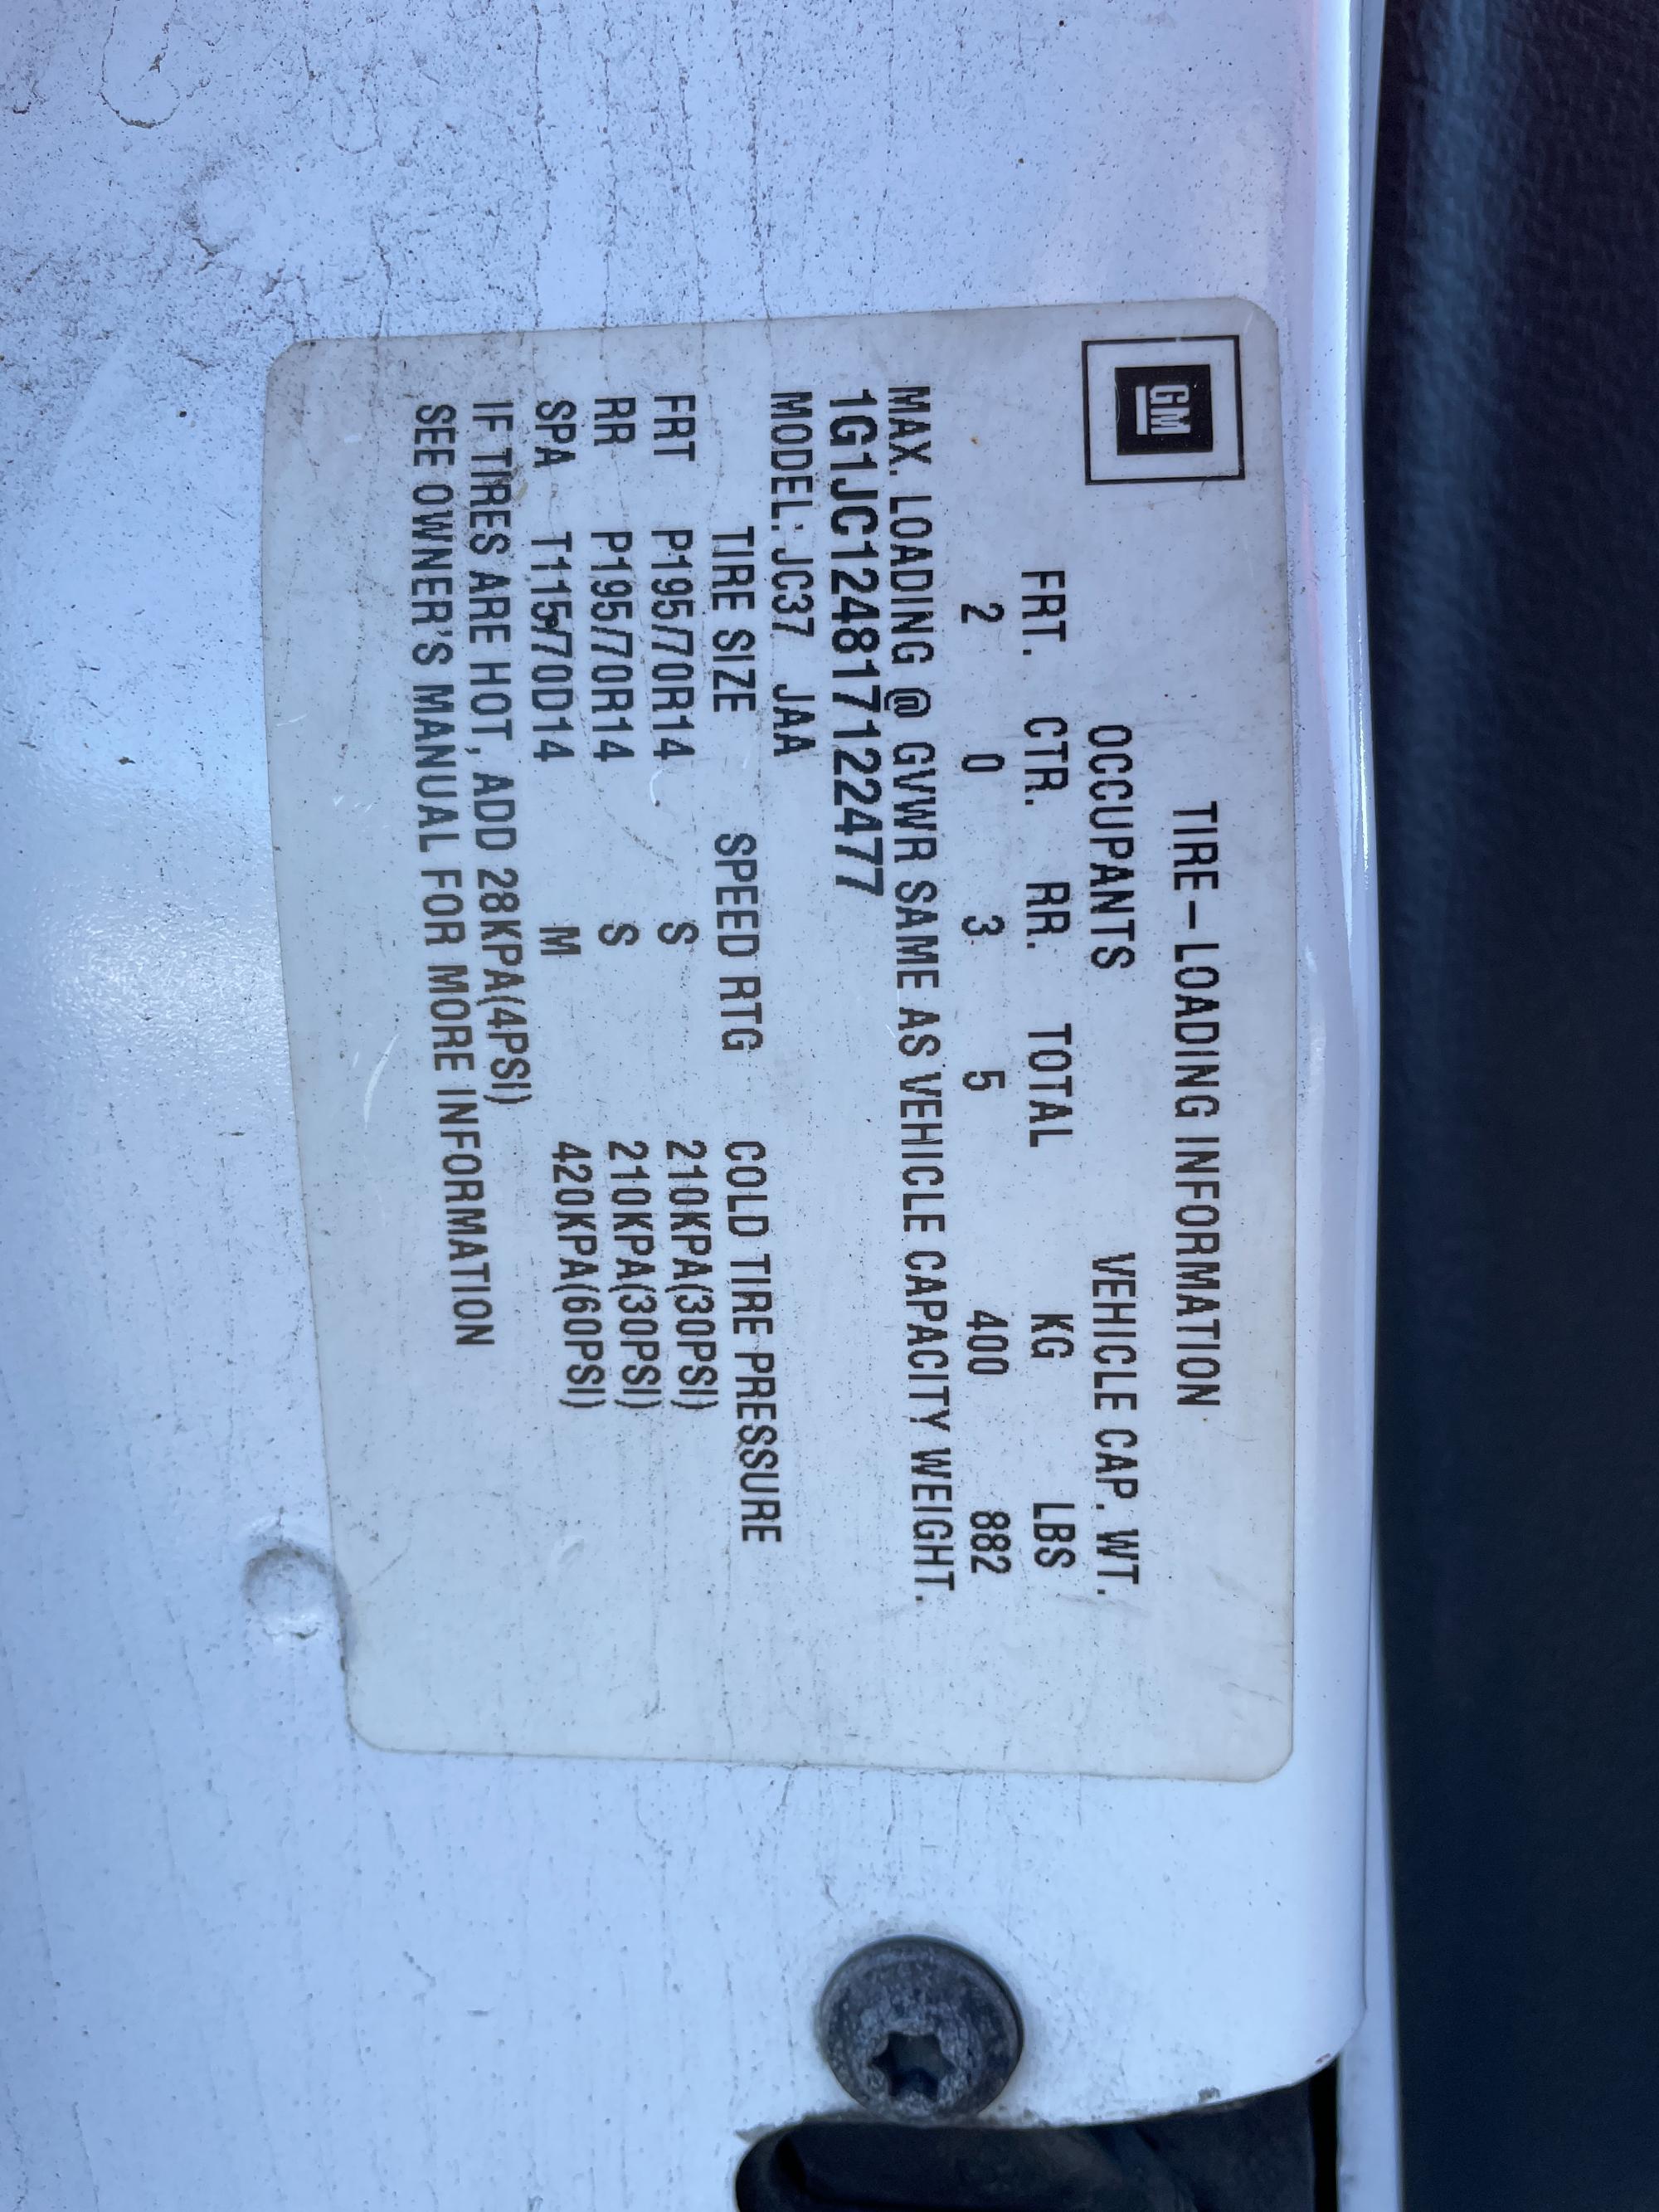 GM
TIRE-LOADING INFORMATION
OCCUPANTS VEHICLE CAP. WT.
FRT. CTR. RR. TOTAL KG LBS
2 0 3 5 400 882
MAX. LOADING @ GVWR SAME AS VEHICLE CAPACITY WEIGHT.
1G1JC124817122477
MODEL: JC37 JAA
TIRE SIZE SPEED RTG COLD TIRE PRESSURE
FRT P195/70R14 S 210KPA(30PSI)
RR P195/70R14 S 210KPA(30PSI)
SPA T115/70D14 M 420KPA(60PSI)
IF TIRES ARE HOT, ADD 28KPA(4PSI)
SEE OWNER'S MANUAL FOR MORE INFORMATION